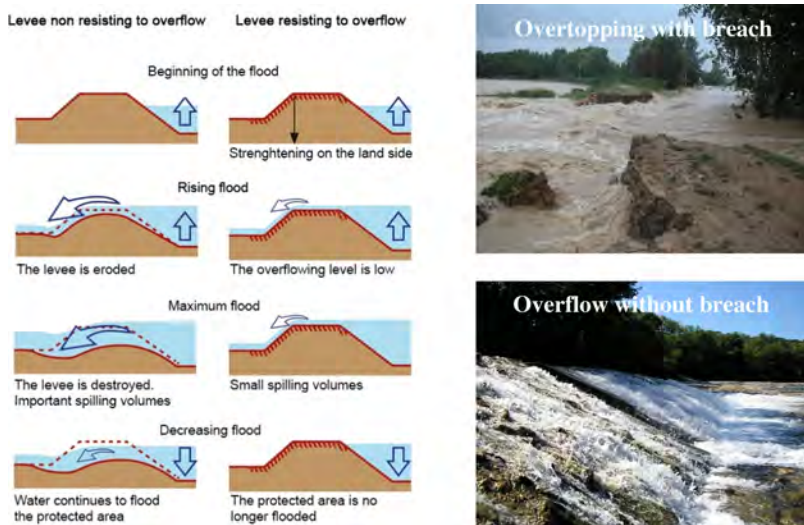 Levee non resisting to overflow
Levee resisting to overflow
Beginning of the flood
Strenghtening on the land side
Rising flood
The levee is eroded
The overflowing level is low
Maximum flood
The levee is destroyed.
Important spilling volumes
Small spilling volumes
Decreasing flood
Water continues to flood
the protected area
The protected area is no
longer flooded
Overtopping with breach
Overflow without breach